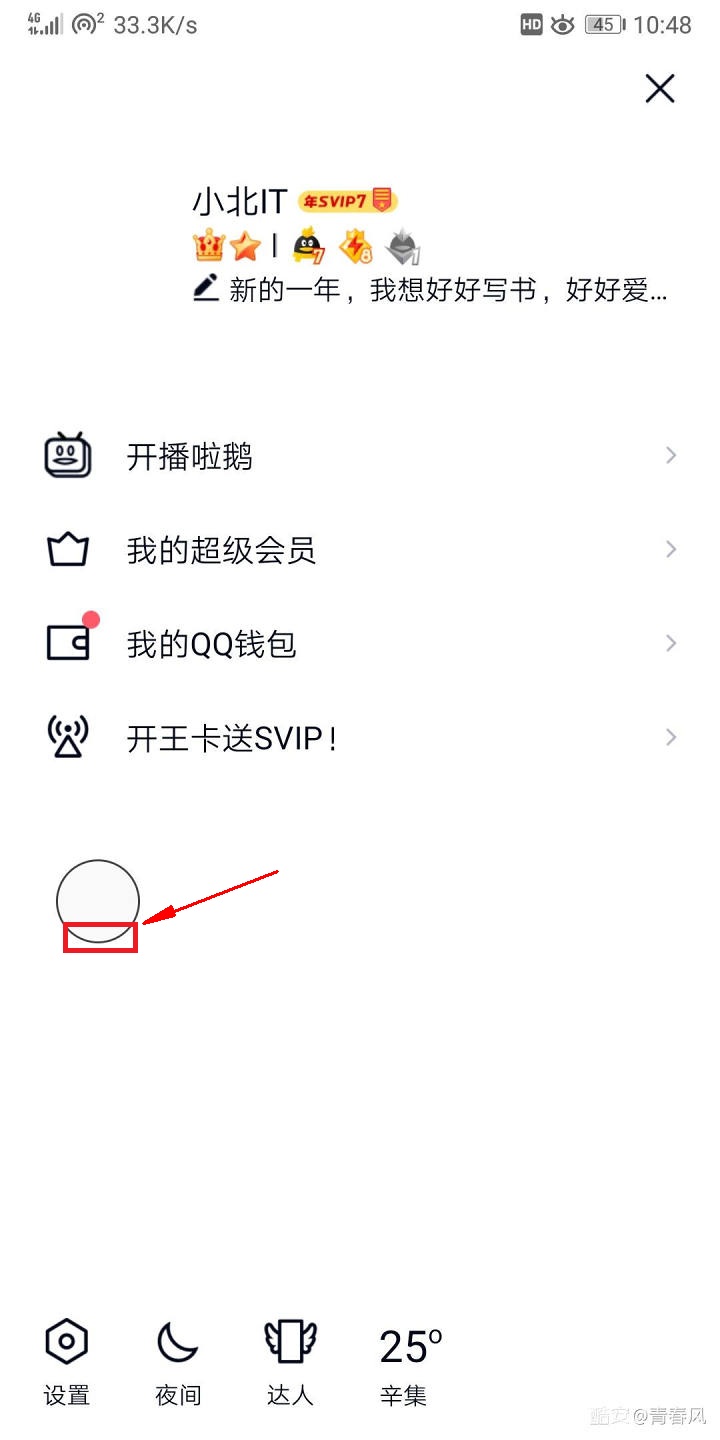 4G 2 33.3K/s HD 45 10:48
小北IT 年SVIP7
7 8 1
新的一年，我想好好写书，好好爱...
开播啦鹅
我的超级会员
我的QQ钱包
开王卡送SVIP！
25°
设置 夜间 达人 辛集
酷安@青春风